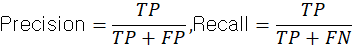 Precision = TP / (TP + FP), Recall = TP / (TP + FN)